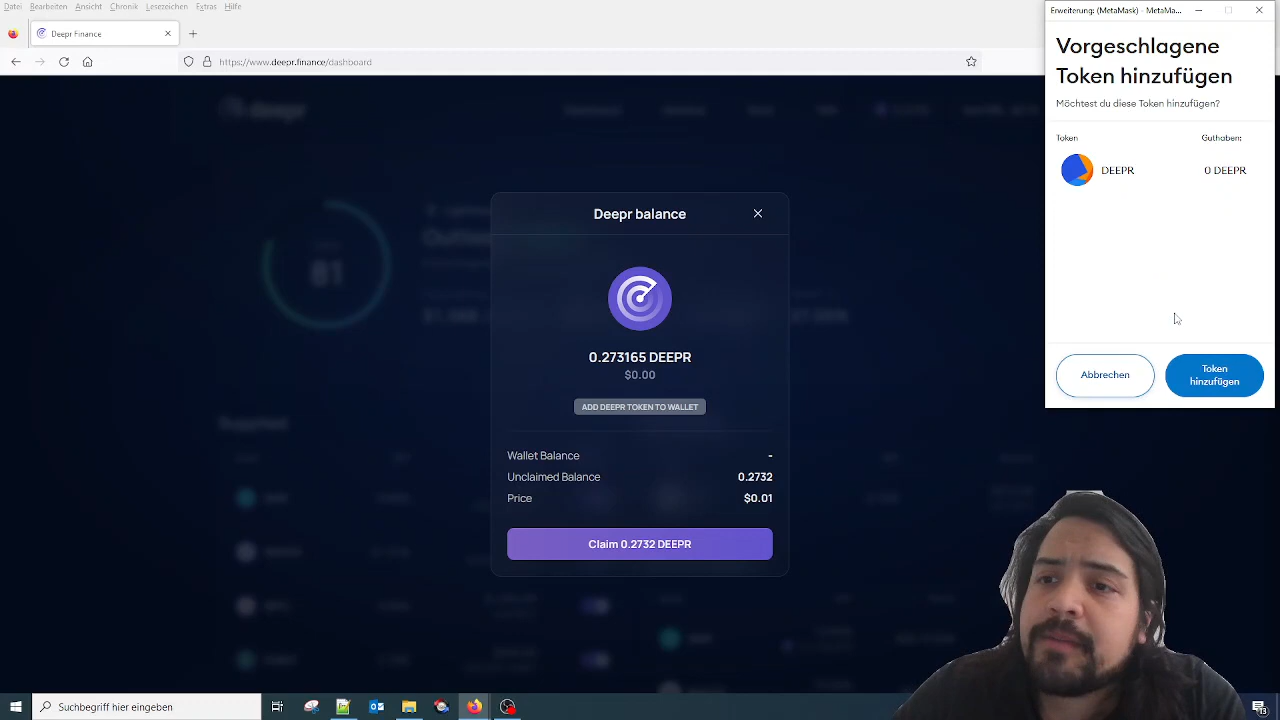 Datei Bearbeiten Ansicht Chronik Lesezeichen Extras Hilfe
Deepr Finance
https://www.deepr.finance/dashboard
Erweiterung: (MetaMask) - MetaMa...
Vorgeschlagene
Token hinzufügen
Möchtest du diese Token hinzufügen?
Token Guthaben:
DEEPR 0 DEEPR
Abbrechen
Token
hinzufügen
deepr
81
Deepr balance
0.273165 DEEPR
$0.00
ADD DEEPR TOKEN TO WALLET
Wallet Balance -
Unclaimed Balance 0.2732
Price $0.01
Claim 0.2732 DEEPR
Suchbegriff hier eingeben